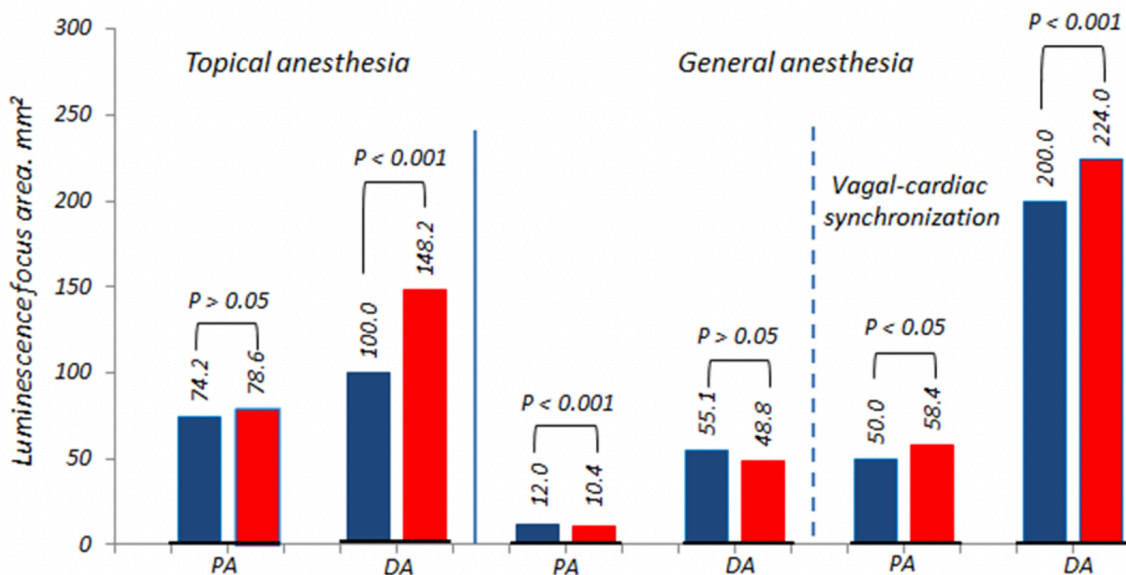 Luminescence focus area. mm²
300
250
200
150
100
50
0
Topical anesthesia
General anesthesia
Vagal-cardiac
synchronization
P > 0.05
74.2
78.6
PA
P < 0.001
100.0
148.2
DA
P < 0.001
12.0
10.4
PA
P > 0.05
55.1
48.8
DA
P < 0.05
50.0
58.4
PA
P < 0.001
200.0
224.0
DA